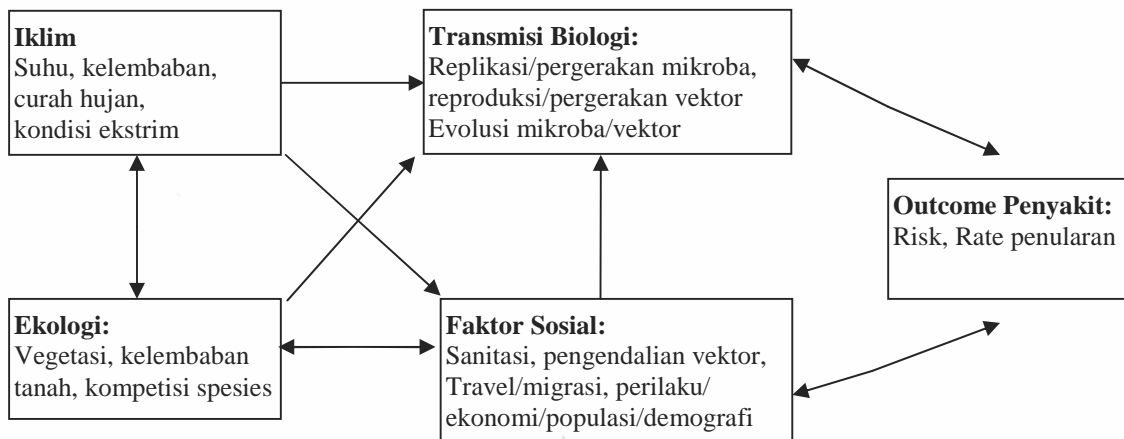 Iklim
Suhu, kelembaban,
curah hujan,
kondisi ekstrim
Transmisi Biologi:
Replikasi/pergerakan mikroba,
reproduksi/pergerakan vektor
Evolusi mikroba/vektor
Outcome Penyakit:
Risk, Rate penularan
Ekologi:
Vegetasi, kelembaban
tanah, kompetisi spesies
Faktor Sosial:
Sanitasi, pengendalian vektor,
Travel/migrasi, perilaku/
ekonomi/populasi/demografi